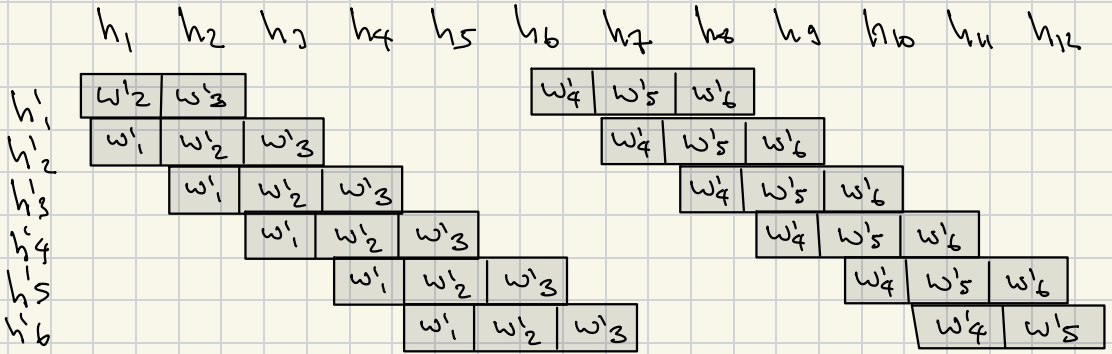 h₁ h₂ h₃ h₄ h₅ h₆ h₇ h₈ h₉ h₁₀ h₁₁ h₁₂
h'₁ w'₂ w'₃ w'₄ w'₅ w'₆
h'₂ w'₁ w'₂ w'₃ w'₄ w'₅ w'₆
h'₃ w'₁ w'₂ w'₃ w'₄ w'₅ w'₆
h'₄ w'₁ w'₂ w'₃ w'₄ w'₅ w'₆
h'₅ w'₁ w'₂ w'₃ w'₄ w'₅ w'₆
h'₆ w'₁ w'₂ w'₃ w'₄ w'₅